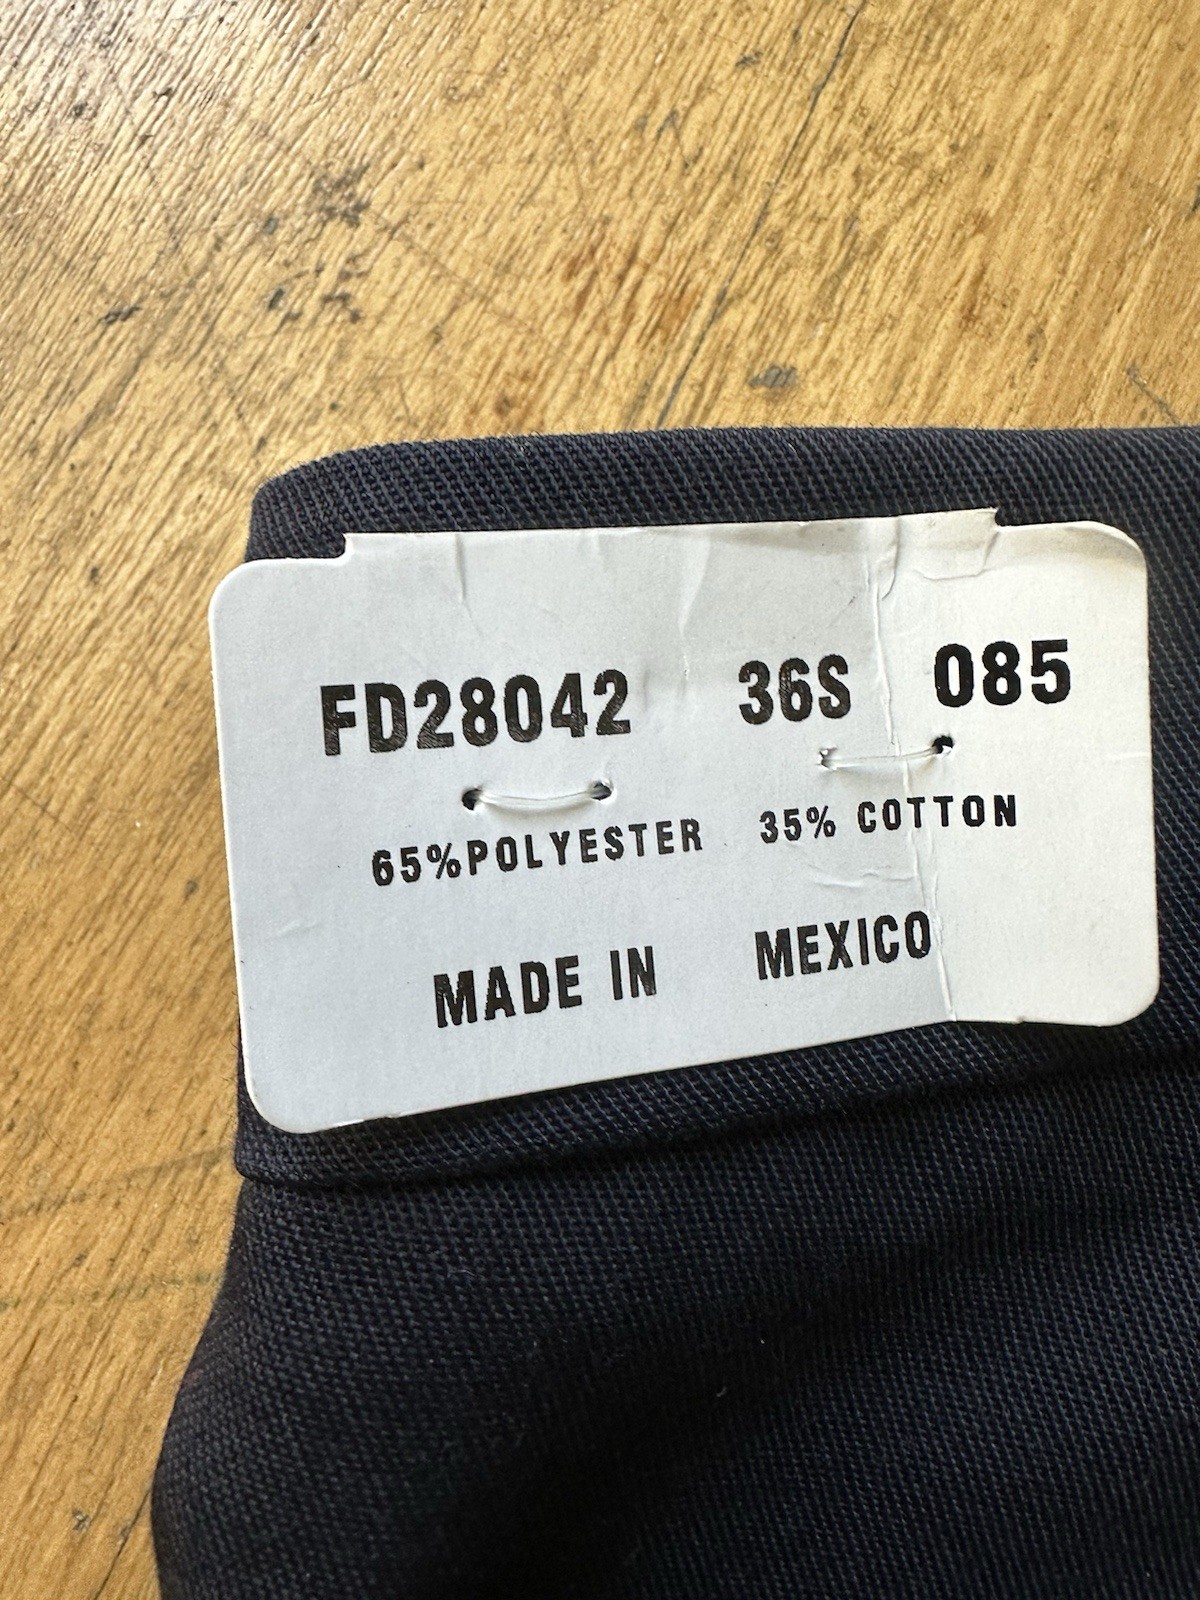 FD28042 36S 085
65%POLYESTER 35% COTTON
MADE IN MEXICO